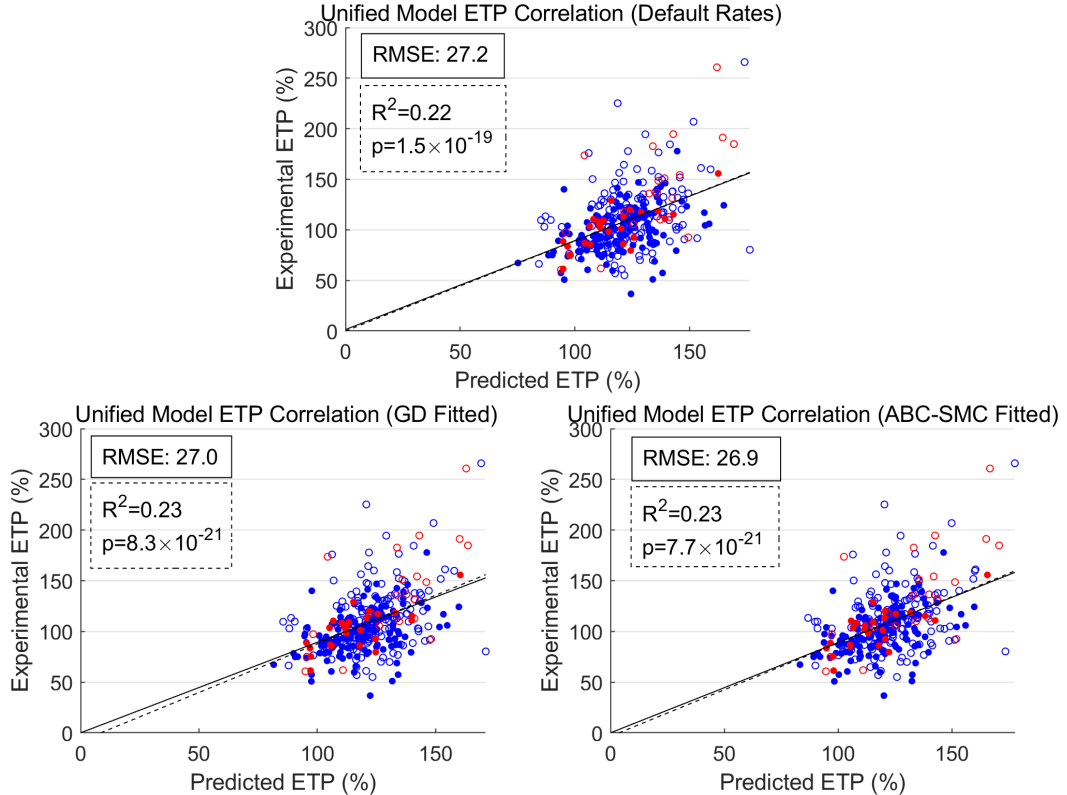 Unified Model ETP Correlation (Default Rates)
300
250
200
150
100
50
0
Experimental ETP (%)
RMSE: 27.2
R²=0.22
p=1.5×10⁻¹⁹
0 50 100 150
Predicted ETP (%)
Unified Model ETP Correlation (GD Fitted)
300
250
200
150
100
50
0
Experimental ETP (%)
RMSE: 27.0
R²=0.23
p=8.3×10⁻²¹
0 50 100 150
Predicted ETP (%)
Unified Model ETP Correlation (ABC-SMC Fitted)
300
250
200
150
100
50
0
Experimental ETP (%)
RMSE: 26.9
R²=0.23
p=7.7×10⁻²¹
0 50 100 150
Predicted ETP (%)